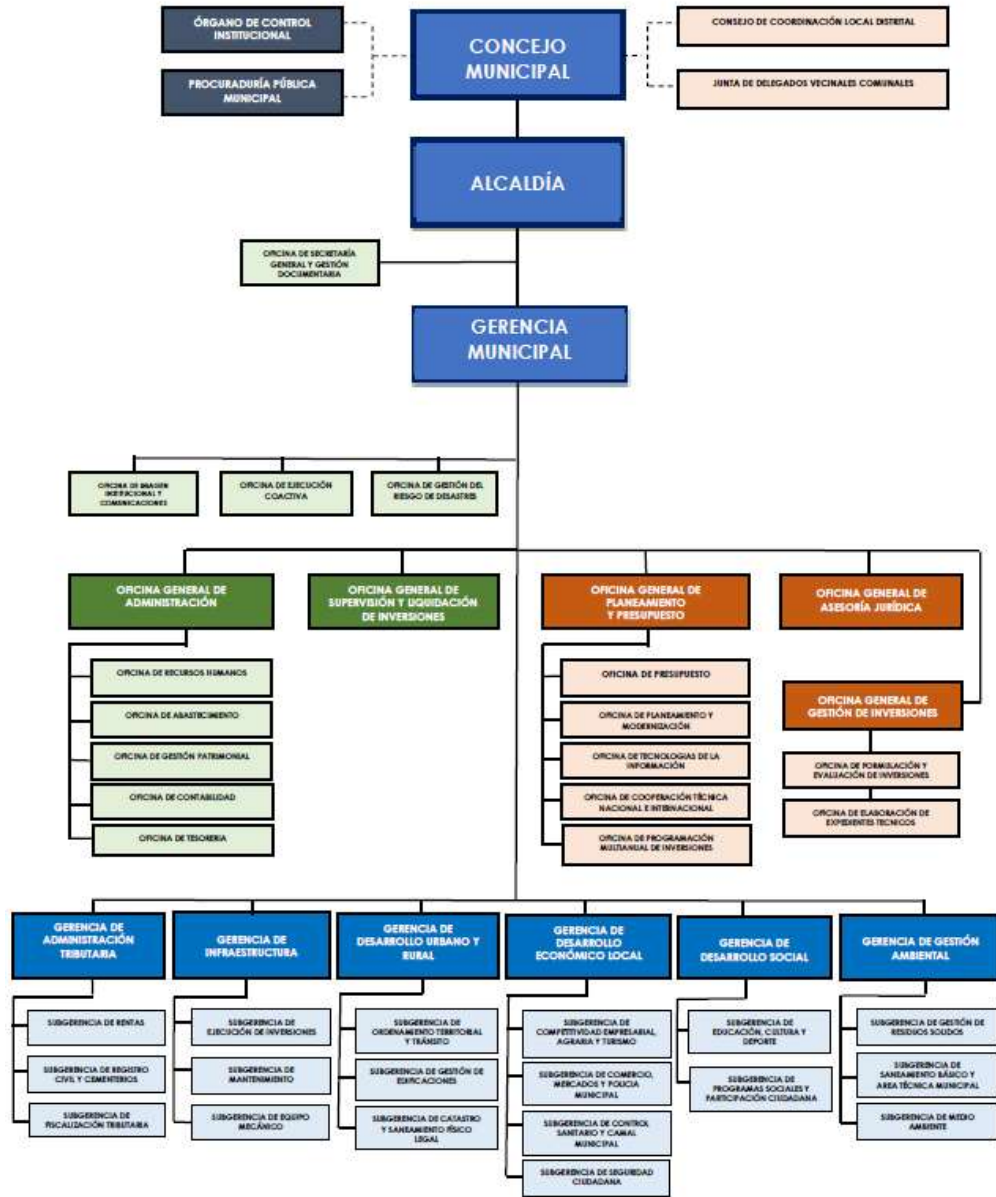 ÓRGANO DE CONTROL
INSTITUCIONAL
PROCURADURÍA PÚBLICA
MUNICIPAL
CONCEJO
MUNICIPAL
CONSEJO DE COORDINACIÓN LOCAL DISTRITAL
JUNTA DE DELEGADOS VECINALES COMUNALES
ALCALDÍA
OFICINA DE SECRETARÍA
GENERAL Y GESTIÓN
DOCUMENTARIA
GERENCIA
MUNICIPAL
OFICINA DE IMAGEN
INSTITUCIONAL Y
COMUNICACIONES
OFICINA DE EJECUCIÓN
COACTIVA
OFICINA DE GESTIÓN DEL
RIESGO DE DESASTRES
OFICINA GENERAL DE
ADMINISTRACIÓN
OFICINA DE RECURSOS HUMANOS
OFICINA DE ABASTECIMIENTO
OFICINA DE GESTIÓN PATRIMONIAL
OFICINA DE CONTABILIDAD
OFICINA DE TESORERIA
OFICINA GENERAL DE
SUPERVISIÓN Y LIQUIDACIÓN
DE INVERSIONES
OFICINA GENERAL DE
PLANEAMIENTO
Y PRESUPUESTO
OFICINA DE PRESUPUESTO
OFICINA DE PLANEAMIENTO Y
MODERNIZACIÓN
OFICINA DE TECNOLOGIAS DE LA
INFORMACIÓN
OFICINA DE COOPERACIÓN TÉCNICA
NACIONAL E INTERNACIONAL
OFICINA DE PROGRAMACIÓN
MULTIANUAL DE INVERSIONES
OFICINA GENERAL DE
ASESORÍA JURÍDICA
OFICINA GENERAL DE
GESTIÓN DE INVERSIONES
OFICINA DE FORMULACIÓN Y
EVALUACIÓN DE INVERSIONES
OFICINA DE ELABORACIÓN DE
EXPEDIENTES TECNICOS
GERENCIA DE
ADMINISTRACIÓN
TRIBUTARIA
SUBGERENCIA DE RENTAS
SUBGERENCIA DE REGISTRO
CIVIL Y CEMENTERIOS
SUBGERENCIA DE
FISCALIZACIÓN TRIBUTARIA
GERENCIA DE
INFRAESTRUCTURA
SUBGERENCIA DE
EJECUCIÓN DE INVERSIONES
SUBGERENCIA DE
MANTENIMIENTO
SUBGERENCIA DE EQUIPO
MECÁNICO
GERENCIA DE
DESARROLLO URBANO Y
RURAL
SUBGERENCIA DE
ORDENAMIENTO TERRITORIAL
Y TRÁNSITO
SUBGERENCIA DE GESTIÓN DE
EDIFICACIONES
SUBGERENCIA DE CATASTRO
Y SANEAMIENTO FÍSICO
LEGAL
GERENCIA DE
DESARROLLO
ECONÓMICO LOCAL
SUBGERENCIA DE
COMPETITIVIDAD EMPRESARIAL,
AGRARIA Y TURISMO
SUBGERENCIA DE COMERCIO,
MERCADOS Y POLICIA
MUNICIPAL
SUBGERENCIA DE CONTROL
SANITARIO Y CAMAL
MUNICIPAL
SUBGERENCIA DE SEGURIDAD
CIUDADANA
GERENCIA DE
DESARROLLO SOCIAL
SUBGERENCIA DE
EDUCACIÓN, CULTURA Y
DEPORTE
SUBGERENCIA DE
PROGRAMAS SOCIALES Y
PARTICIPACIÓN CIUDADANA
GERENCIA DE GESTIÓN
AMBIENTAL
SUBGERENCIA DE GESTIÓN DE
RESIDUOS SOLIDOS
SUBGERENCIA DE
SANEAMIENTO BÁSICO Y
AREA TÉCNICA MUNICIPAL
SUBGERENCIA DE MEDIO
AMBIENTE